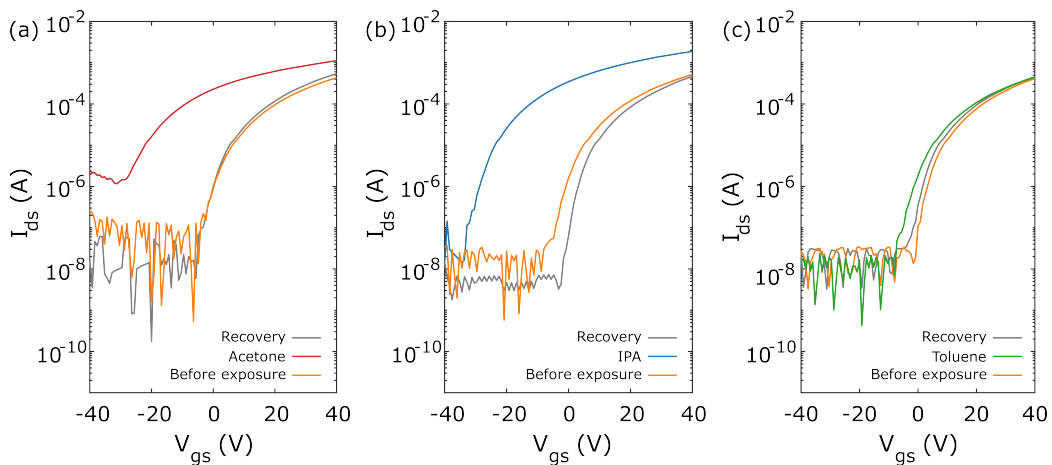 (a)
I_ds (A)
10^-2
10^-4
10^-6
10^-8
10^-10
Recovery
Acetone
Before exposure
-40 -20 0 20 40
V_gs (V)
(b)
I_ds (A)
10^-2
10^-4
10^-6
10^-8
10^-10
Recovery
IPA
Before exposure
-40 -20 0 20 40
V_gs (V)
(c)
I_ds (A)
10^-2
10^-4
10^-6
10^-8
10^-10
Recovery
Toluene
Before exposure
-40 -20 0 20 40
V_gs (V)